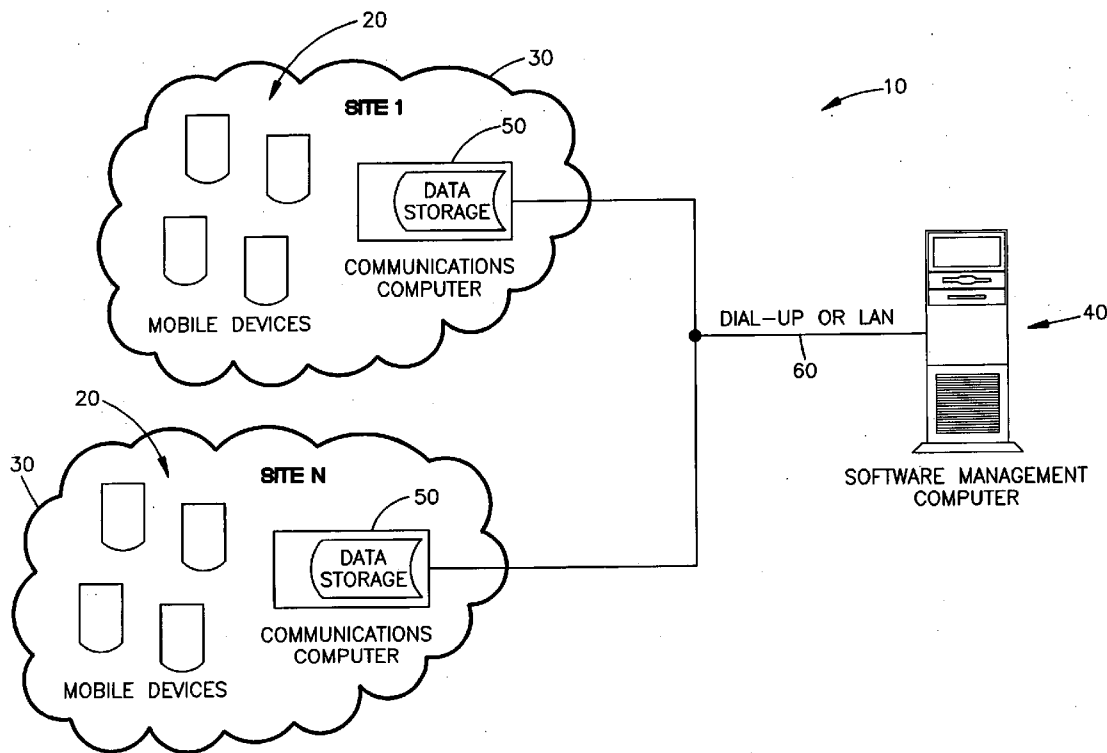 20
30
10
SITE 1
50
DATA
STORAGE
COMMUNICATIONS
COMPUTER
MOBILE DEVICES
DIAL-UP OR LAN
60
40
SOFTWARE MANAGEMENT
COMPUTER
20
30
SITE N
50
DATA
STORAGE
COMMUNICATIONS
COMPUTER
MOBILE DEVICES